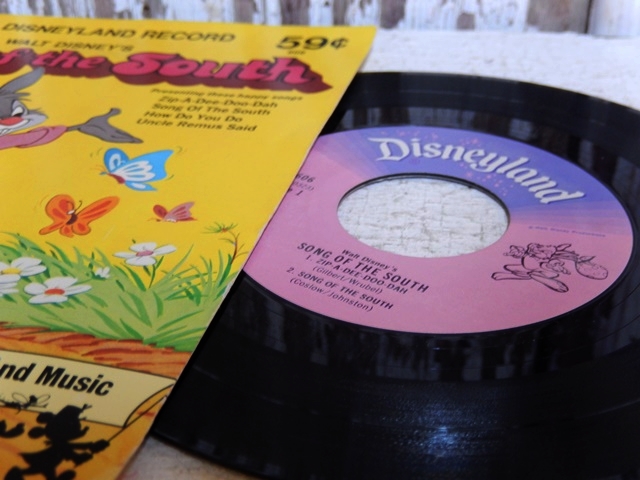 DISNEYLAND RECORD
59¢
WALT DISNEY'S
of the South
Presenting these happy songs
Zip-A-Dee-Doo-Dah
Song Of The South
How Do You Do
Uncle Remus Said
and Music
Disneyland
Walt Disney's
SONG OF THE SOUTH
1. ZIP-A-DEE-DOO-DAH
(Gilbert/Wrubel)
2. SONG OF THE SOUTH
(Coslow/Johnston)